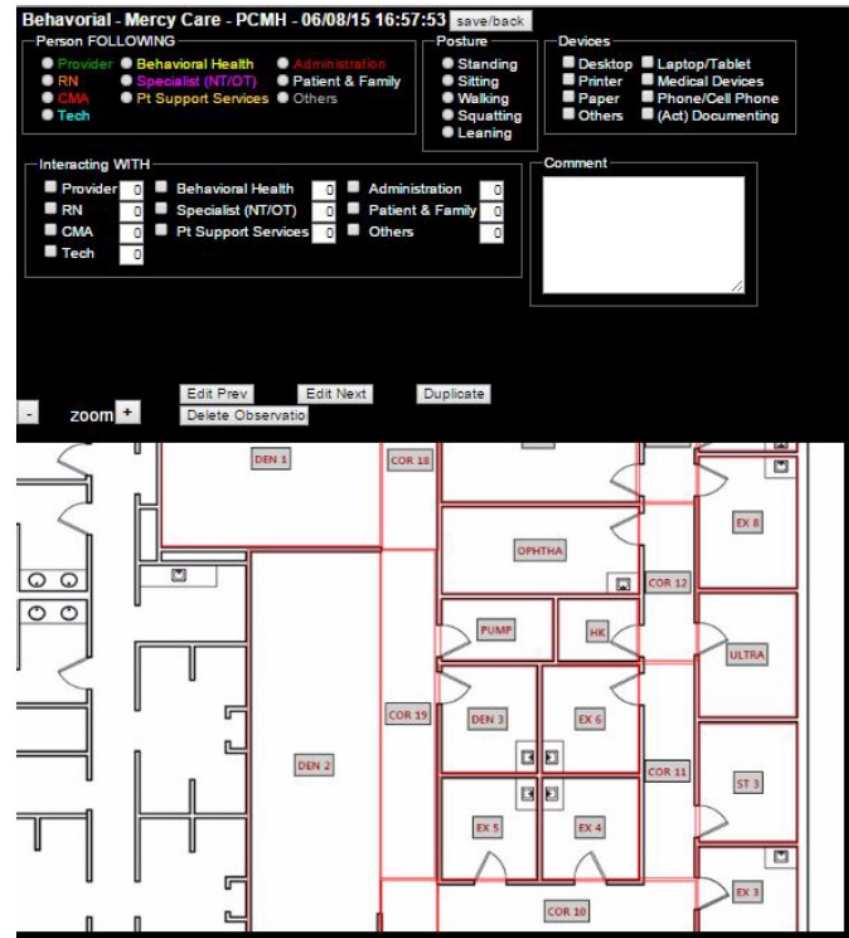 Behavorial - Mercy Care - PCMH - 06/08/15 16:57:53 save/back
Person FOLLOWING
Provider Behavioral Health Administration
RN Specialist (NT/OT) Patient & Family
CMA Pt Support Services Others
Tech
Posture
Standing
Sitting
Walking
Squatting
Leaning
Devices
Desktop Laptop/Tablet
Printer Medical Devices
Paper Phone/Cell Phone
Others (Act) Documenting
Interacting WITH
Provider 0 Behavioral Health 0 Administration 0
RN 0 Specialist (NT/OT) 0 Patient & Family 0
CMA 0 Pt Support Services 0 Others 0
Tech 0
Comment
Edit Prev Edit Next Duplicate
- zoom + Delete Observatio
DEN 1 COR 18
EX 8
OPHTHA
COR 12
PUMP HK
ULTRA
COR 19 DEN 3 EX 6
DEN 2 COR 11
ST 3
EX 5 EX 4
EX 3
COR 10